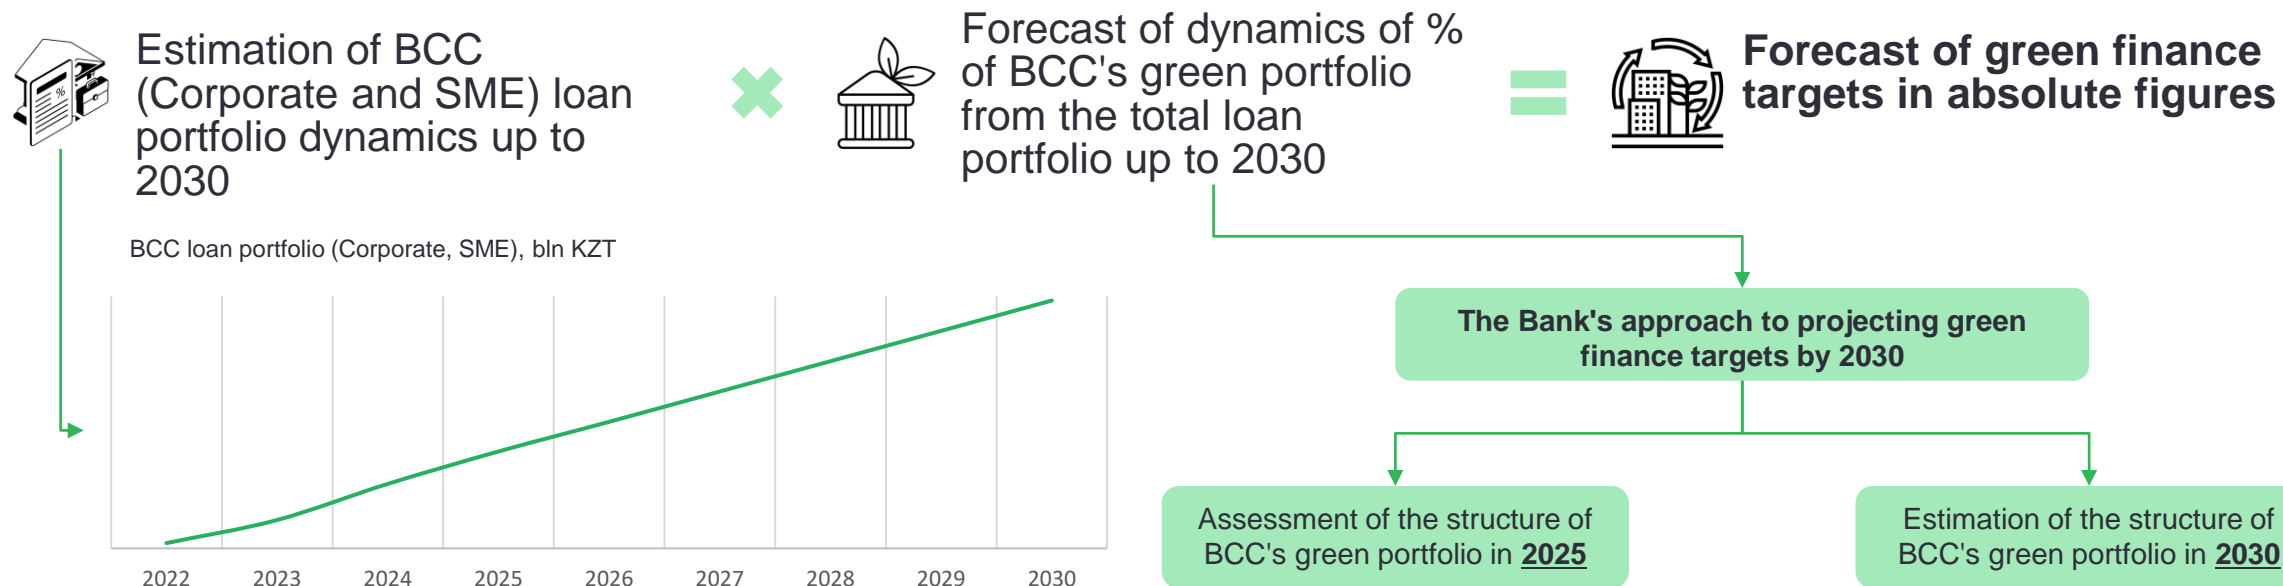 Estimation of BCC
(Corporate and SME) loan
portfolio dynamics up to
2030
Forecast of dynamics of %
of BCC's green portfolio
from the total loan
portfolio up to 2030
Forecast of green finance
targets in absolute figures
%
BCC loan portfolio (Corporate, SME), bln KZT
2022 2023 2024 2025 2026 2027 2028 2029 2030
The Bank's approach to projecting green
finance targets by 2030
Assessment of the structure of
BCC's green portfolio in 2025
Estimation of the structure of
BCC's green portfolio in 2030